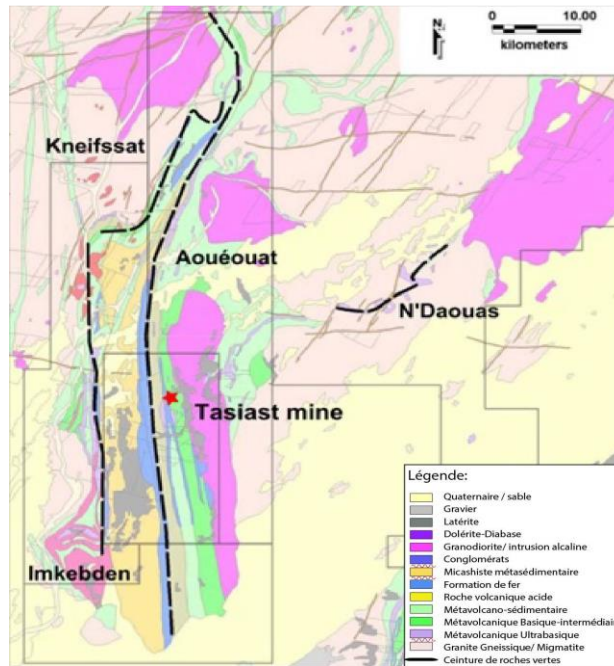 N
0 10.00
kilometers
Kneifssat
Aouéouat
N'Daouas
Tasiast mine
Imkebden
Légende:
Quaternaire / sable
Gravier
Latérite
Dolérite-Diabase
Granodiorite/ intrusion alcaline
Conglomérats
Micashiste métasédimentaire
Formation de fer
Roche volcanique acide
Métavolcano-sédimentaire
Métavolcanique Basique-intermédiair
Métavolcanique Ultrabasique
Granite Gneissique/ Migmatite
Ceinture de roches vertes